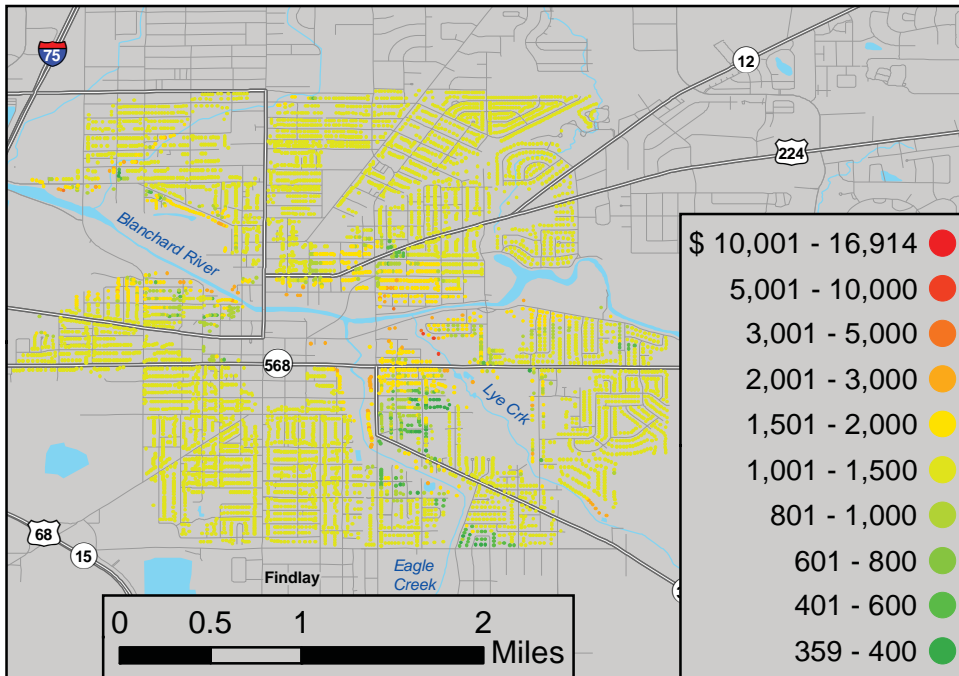 75
12
224
Blanchard River
$ 10,001 - 16,914
5,001 - 10,000
3,001 - 5,000
568
2,001 - 3,000
Lye Crk
1,501 - 2,000
1,001 - 1,500
801 - 1,000
68
15
Findlay
Eagle
Creek
601 - 800
401 - 600
359 - 400
0 0.5 1 2
Miles